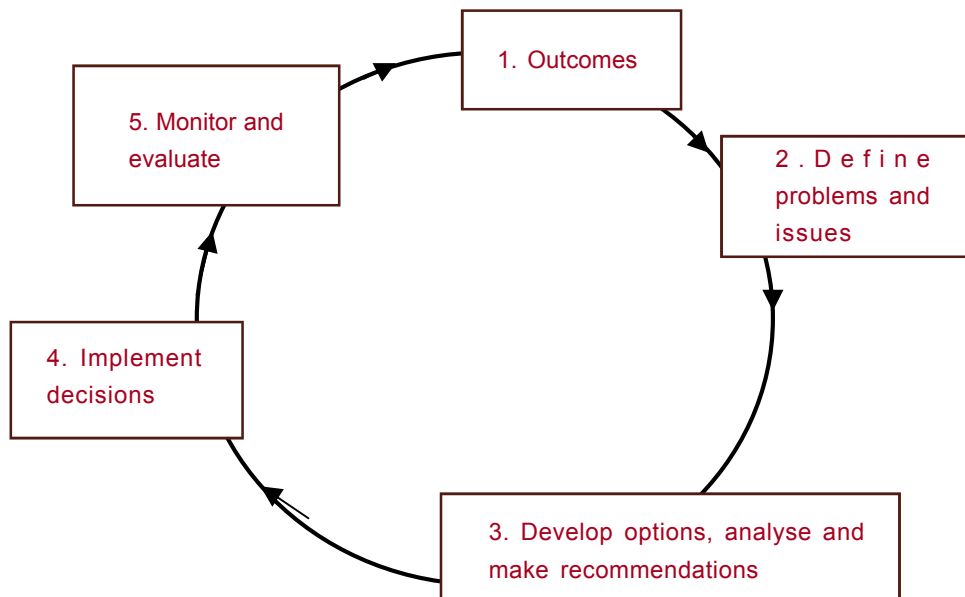 1. Outcomes
2. Define
problems and
issues
3. Develop options, analyse and
make recommendations
4. Implement
decisions
5. Monitor and
evaluate